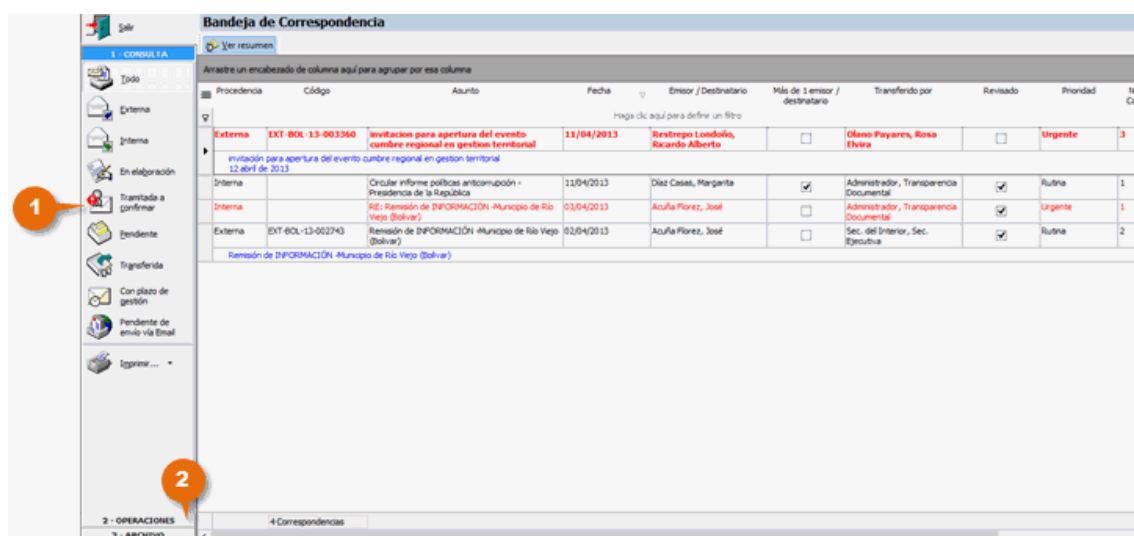 Salir
Bandeja de Correspondencia
Ver resumen
1 - CONSULTA
Arrastre un encabezado de columna aquí para agrupar por esa columna
Todo
Procedencia Código Asunto Fecha Emisor / Destinatario Más de 1 emisor / destinatario Transferido por Revisado Prioridad
Haga clic aquí para definir un filtro
Externa
Externa EXT-BOL-13-003360 invitacion para apertura del evento 11/04/2013 Restrepo Londoño, Olano Payares, Rosa Urgente 3
cumbre regional en gestion territorial Ricardo Alberto Elvira
Interna
invitación para apertura del evento cumbre regional en gestion territorial
12 abril de 2013
En elaboración
Interna Circular informe políticas anticorrupción - 11/04/2013 Díaz Casas, Margarita Administrador, Transparencia Rutina 1
Presidencia de la República Documental
Tramitada a
confirmar
1
Interna RE: Remisión de INFORMACIÓN -Municipio de Río 03/04/2013 Acuña Florez, José Administrador, Transparencia Urgente 1
Viejo (Bolivar) Documental
Pendiente
Externa EXT-BOL-13-002743 Remisión de INFORMACIÓN -Municipio de Río Viejo 02/04/2013 Acuña Florez, José Sec. del Interior, Sec. Rutina 2
(Bolivar) Ejecutiva
Remisión de INFORMACIÓN -Municipio de Río Viejo (Bolivar)
Transferida
Con plazo de
gestión
Pendiente de
envío vía Email
Imprimir...
2
2 - OPERACIONES
4 Correspondencias
3 - ARCHIVO